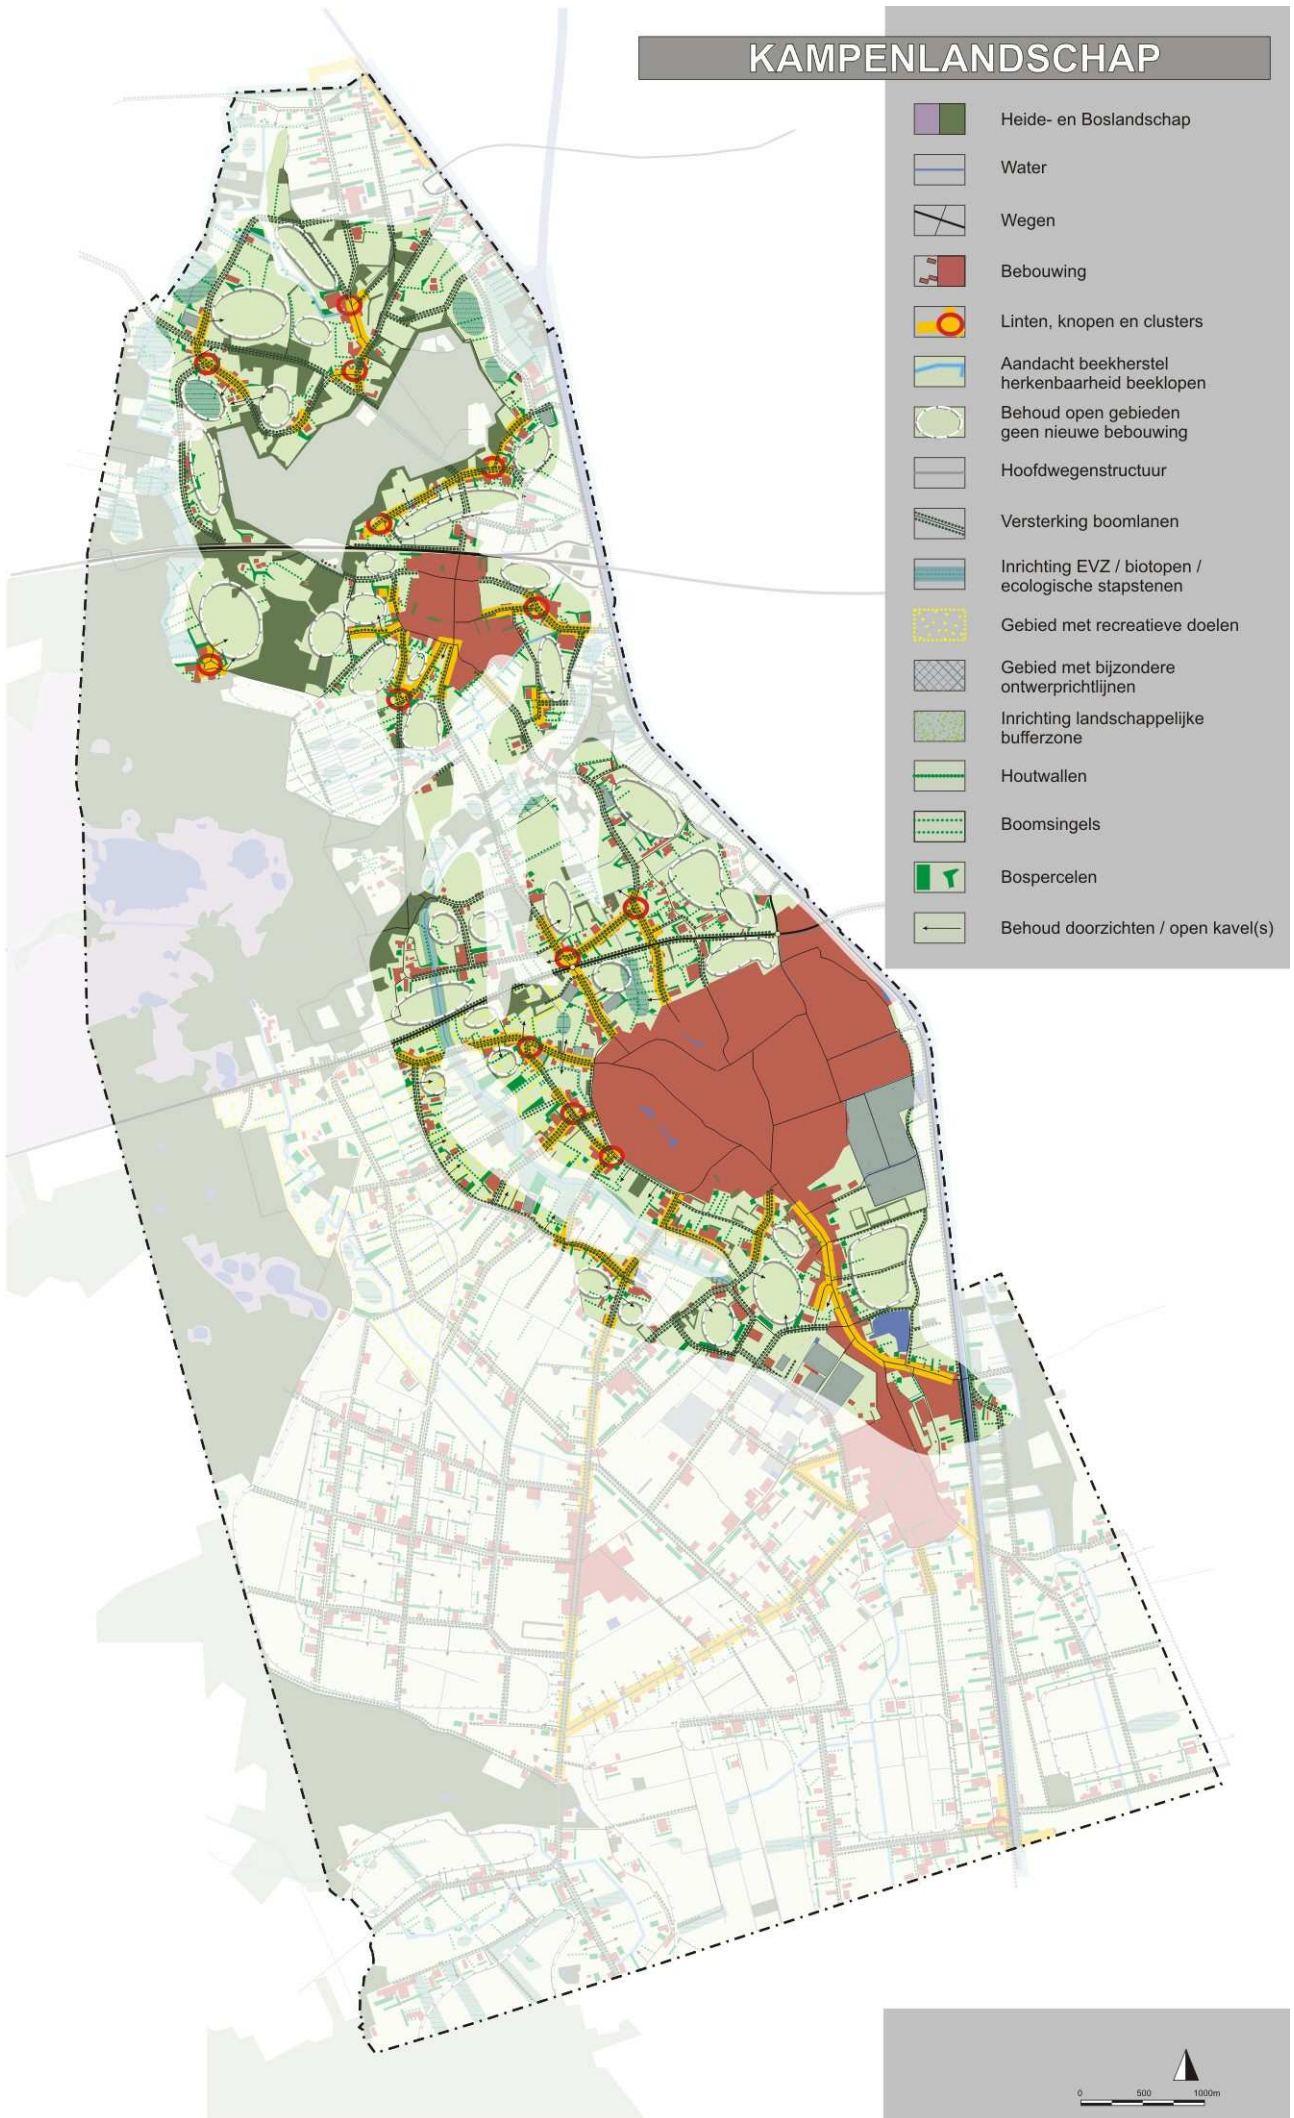 KAMPENLANDSCHAP
Heide- en Boslandschap
Water
Wegen
Bebouwing
Linten, knopen en clusters
Aandacht beekherstel
herkenbaarheid beeklopen
Behoud open gebieden
geen nieuwe bebouwing
Hoofdwegenstructuur
Versterking boomlanen
Inrichting EVZ / biotopen /
ecologische stapstenen
Gebied met recreatieve doelen
Gebied met bijzondere
ontwerprichtlijnen
Inrichting landschappelijke
bufferzone
Houtwallen
Boomsingels
Bospercelen
Behoud doorzichten / open kavel(s)
0 500 1000m